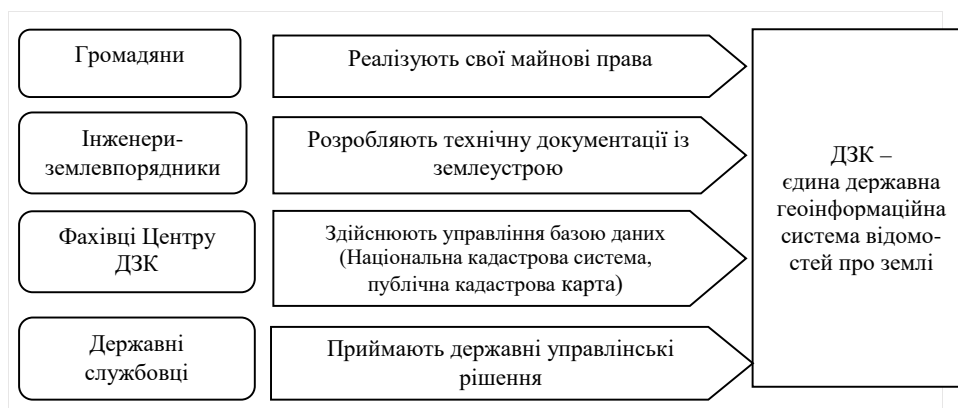 Громадяни
Реалізують свої майнові права
Інженери-
землевпорядники
Розробляють технічну документації із
землеустрою
Фахівці Центру
ДЗК
Здійснюють управління базою даних
(Національна кадастрова система,
публічна кадастрова карта)
Державні
службовці
Приймають державні управлінські
рішення
ДЗК –
єдина державна
геоінформаційна
система відомо-
стей про землі